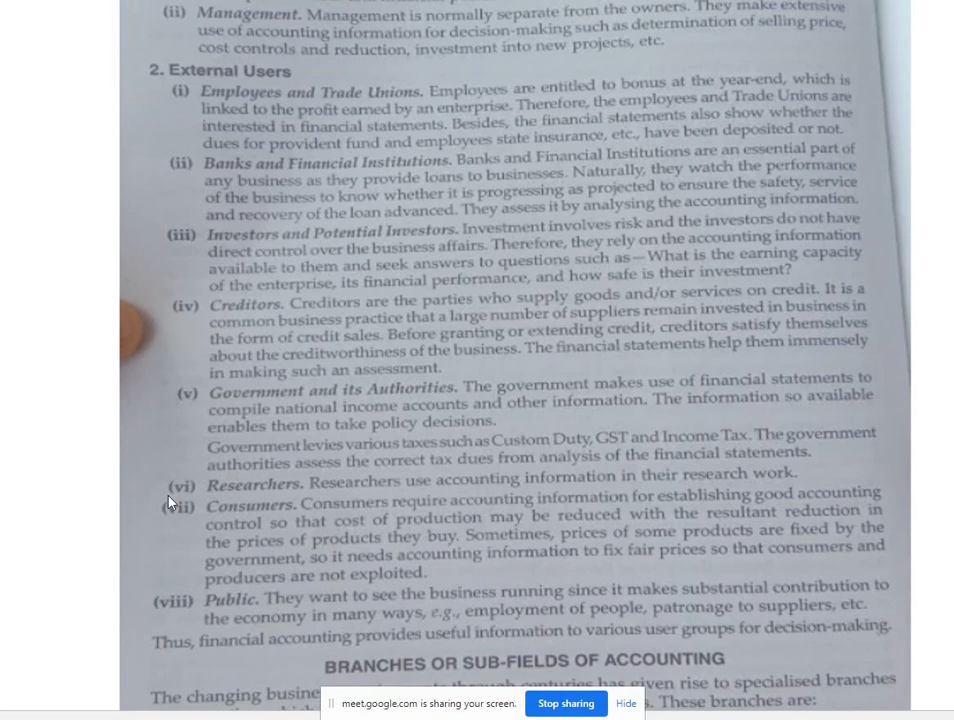 (ii) Management. Management is normally separate from the owners. They make extensive
use of accounting information for decision-making such as determination of selling price,
cost controls and reduction, investment into new projects, etc.
2. External Users
(i) Employees and Trade Unions. Employees are entitled to bonus at the year-end, which is
linked to the profit earned by an enterprise. Therefore, the employees and Trade Unions are
interested in financial statements. Besides, the financial statements also show whether the
dues for provident fund and employees state insurance, etc., have been deposited or not.
(ii) Banks and Financial Institutions. Banks and Financial Institutions are an essential part of
any business as they provide loans to businesses. Naturally, they watch the performance
of the business to know whether it is progressing as projected to ensure the safety, service
and recovery of the loan advanced. They assess it by analysing the accounting information.
(iii) Investors and Potential Investors. Investment involves risk and the investors do not have
direct control over the business affairs. Therefore, they rely on the accounting information
available to them and seek answers to questions such as—What is the earning capacity
of the enterprise, its financial performance, and how safe is their investment?
(iv) Creditors. Creditors are the parties who supply goods and/or services on credit. It is a
common business practice that a large number of suppliers remain invested in business in
the form of credit sales. Before granting or extending credit, creditors satisfy themselves
about the creditworthiness of the business. The financial statements help them immensely
in making such an assessment.
(v) Government and its Authorities. The government makes use of financial statements to
compile national income accounts and other information. The information so available
enables them to take policy decisions.
Government levies various taxes such as Custom Duty, GST and Income Tax. The government
authorities assess the correct tax dues from analysis of the financial statements.
(vi) Researchers. Researchers use accounting information in their research work.
(vii) Consumers. Consumers require accounting information for establishing good accounting
control so that cost of production may be reduced with the resultant reduction in
the prices of products they buy. Sometimes, prices of some products are fixed by the
government, so it needs accounting information to fix fair prices so that consumers and
producers are not exploited.
(viii) Public. They want to see the business running since it makes substantial contribution to
the economy in many ways, e.g., employment of people, patronage to suppliers, etc.
Thus, financial accounting provides useful information to various user groups for decision-making.
BRANCHES OR SUB-FIELDS OF ACCOUNTING
The changing has given rise to specialised branches
These branches are:
meet.google.com is sharing your screen. Stop sharing Hide